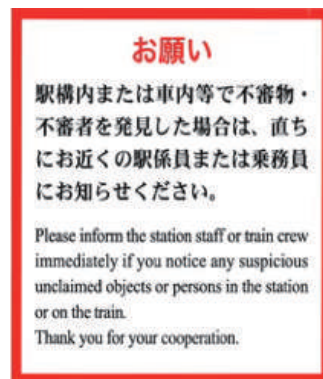 お願い
駅構内または車内等で不審物・
不審者を発見した場合は、直ち
にお近くの駅係員または乗務員
にお知らせください。
Please inform the station staff or train crew
immediately if you notice any suspicious
unclaimed objects or persons in the station
or on the train.
Thank you for your cooperation.